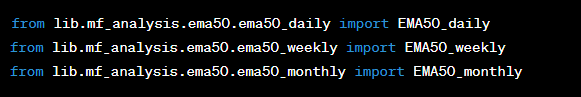 from lib.mf_analysis.ema50.ema50_daily import EMA50_daily
from lib.mf_analysis.ema50.ema50_weekly import EMA50_weekly
from lib.mf_analysis.ema50.ema50_monthly import EMA50_monthly